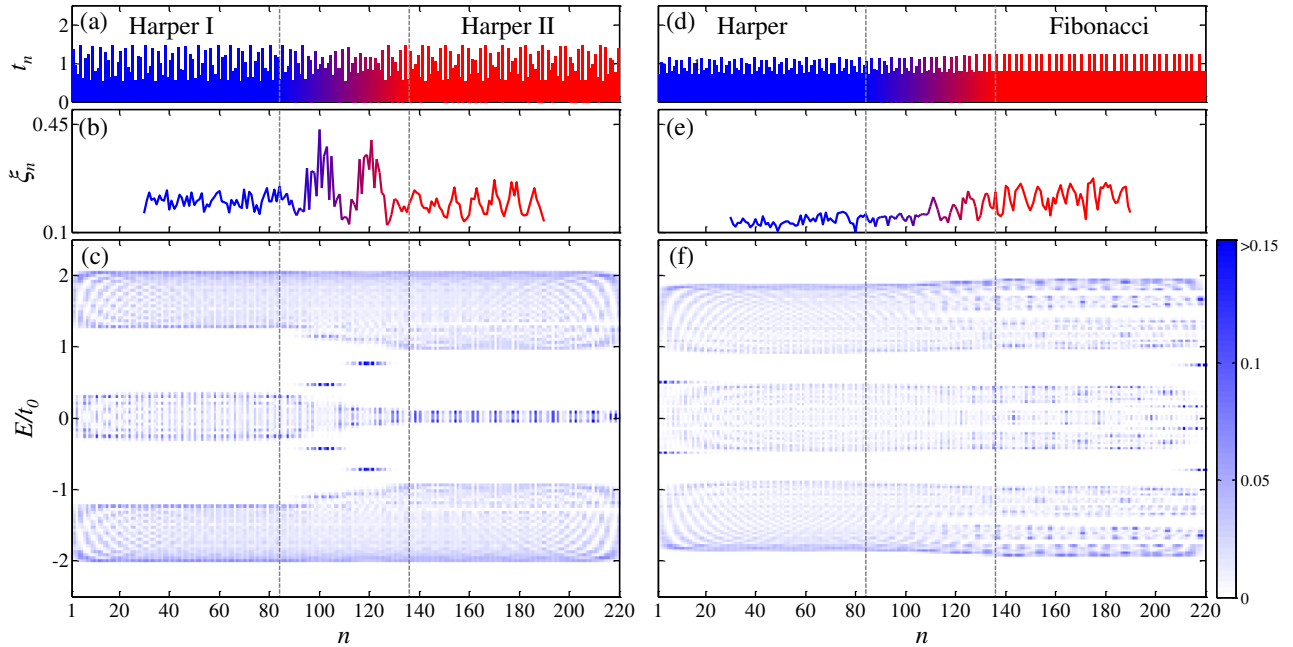 (a) Harper I Harper II
2
1
0
t_n
(b)
0.45
0.1
ξ_n
(c)
2
1
0
-1
-2
E/t_0
1 20 40 60 80 100 120 140 160 180 200 220
n
(d) Harper Fibonacci
(e)
(f)
1 20 40 60 80 100 120 140 160 180 200 220
n
>0.15
0.1
0.05
0